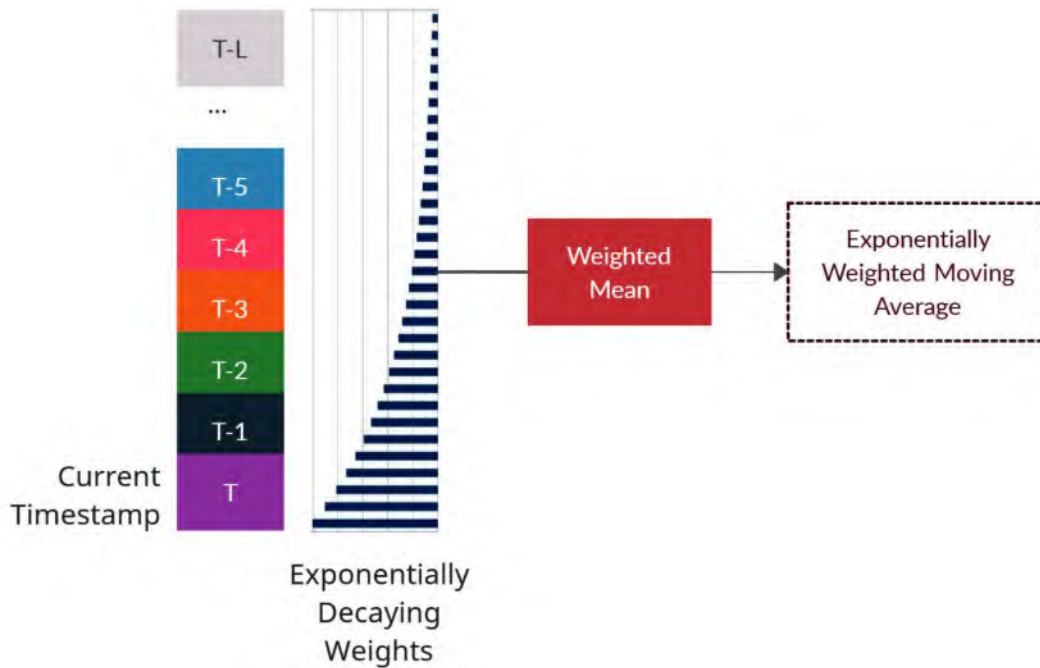 T-L
...
T-5
T-4
T-3
T-2
T-1
T
Current
Timestamp
Exponentially
Decaying
Weights
Weighted
Mean
Exponentially
Weighted Moving
Average